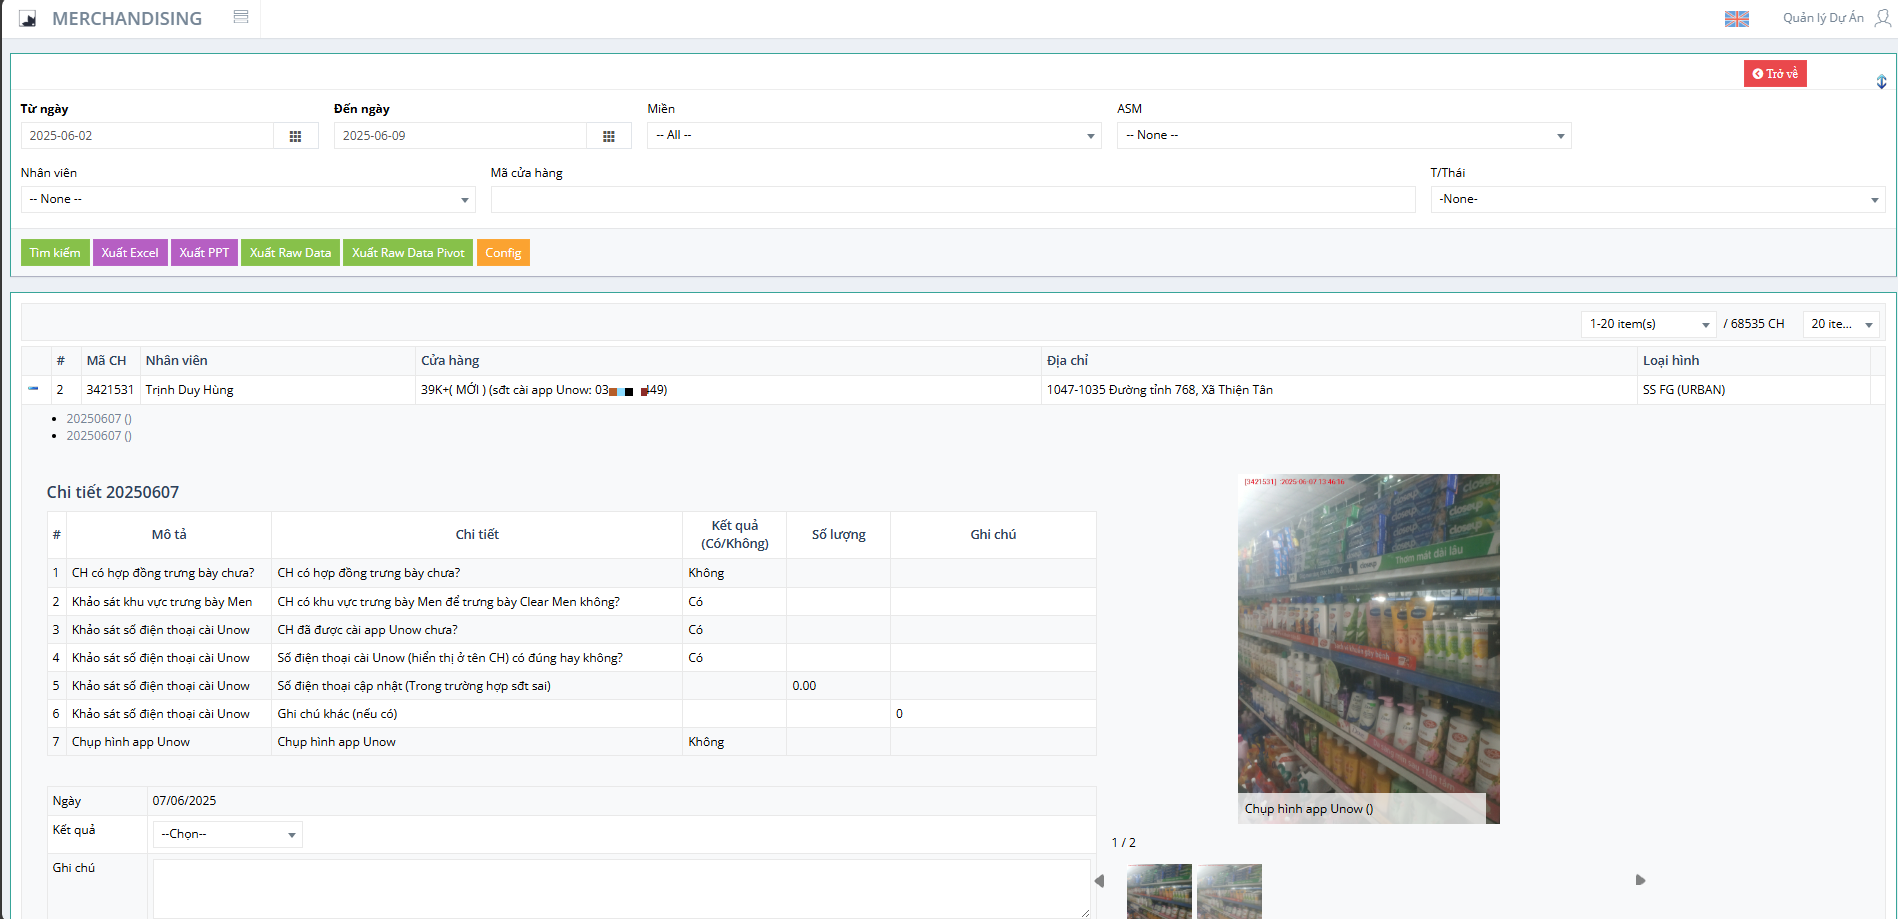 MERCHANDISING
Quản lý Dự Án
Trở về
Từ ngày
Đến ngày
Miền
ASM
2025-06-02
2025-06-09
-- All --
-- None --
Nhân viên
Mã cửa hàng
T/Thái
-- None --
-None-
Tìm kiếm
Xuất Excel
Xuất PPT
Xuất Raw Data
Xuất Raw Data Pivot
Config
1-20 item(s)
/ 68535 CH
20 ite...
# Mã CH Nhân viên Cửa hàng Địa chỉ Loại hình
2 3421531 Trịnh Duy Hùng 39K+( MỚI ) (sđt cài app Unow: 03 449) 1047-1035 Đường tỉnh 768, Xã Thiện Tân SS FG (URBAN)
20250607 ()
20250607 ()
Chi tiết 20250607
# Mô tả Chi tiết Kết quả (Có/Không) Số lượng Ghi chú
1 CH có hợp đồng trưng bày chưa? CH có hợp đồng trưng bày chưa? Không
2 Khảo sát khu vực trưng bày Men CH có khu vực trưng bày Men để trưng bày Clear Men không? Có
3 Khảo sát số điện thoại cài Unow CH đã được cài app Unow chưa? Có
4 Khảo sát số điện thoại cài Unow Số điện thoại cài Unow (hiển thị ở tên CH) có đúng hay không? Có
5 Khảo sát số điện thoại cài Unow Số điện thoại cập nhật (Trong trường hợp sđt sai) 0.00
6 Khảo sát số điện thoại cài Unow Ghi chú khác (nếu có) 0
7 Chụp hình app Unow Chụp hình app Unow Không
Ngày 07/06/2025
Kết quả --Chọn--
Ghi chú
[3421531] :2025-06-07 13:46:16
closeup
closeup
Thơm mát dài lâu
Chụp hình app Unow ()
1 / 2